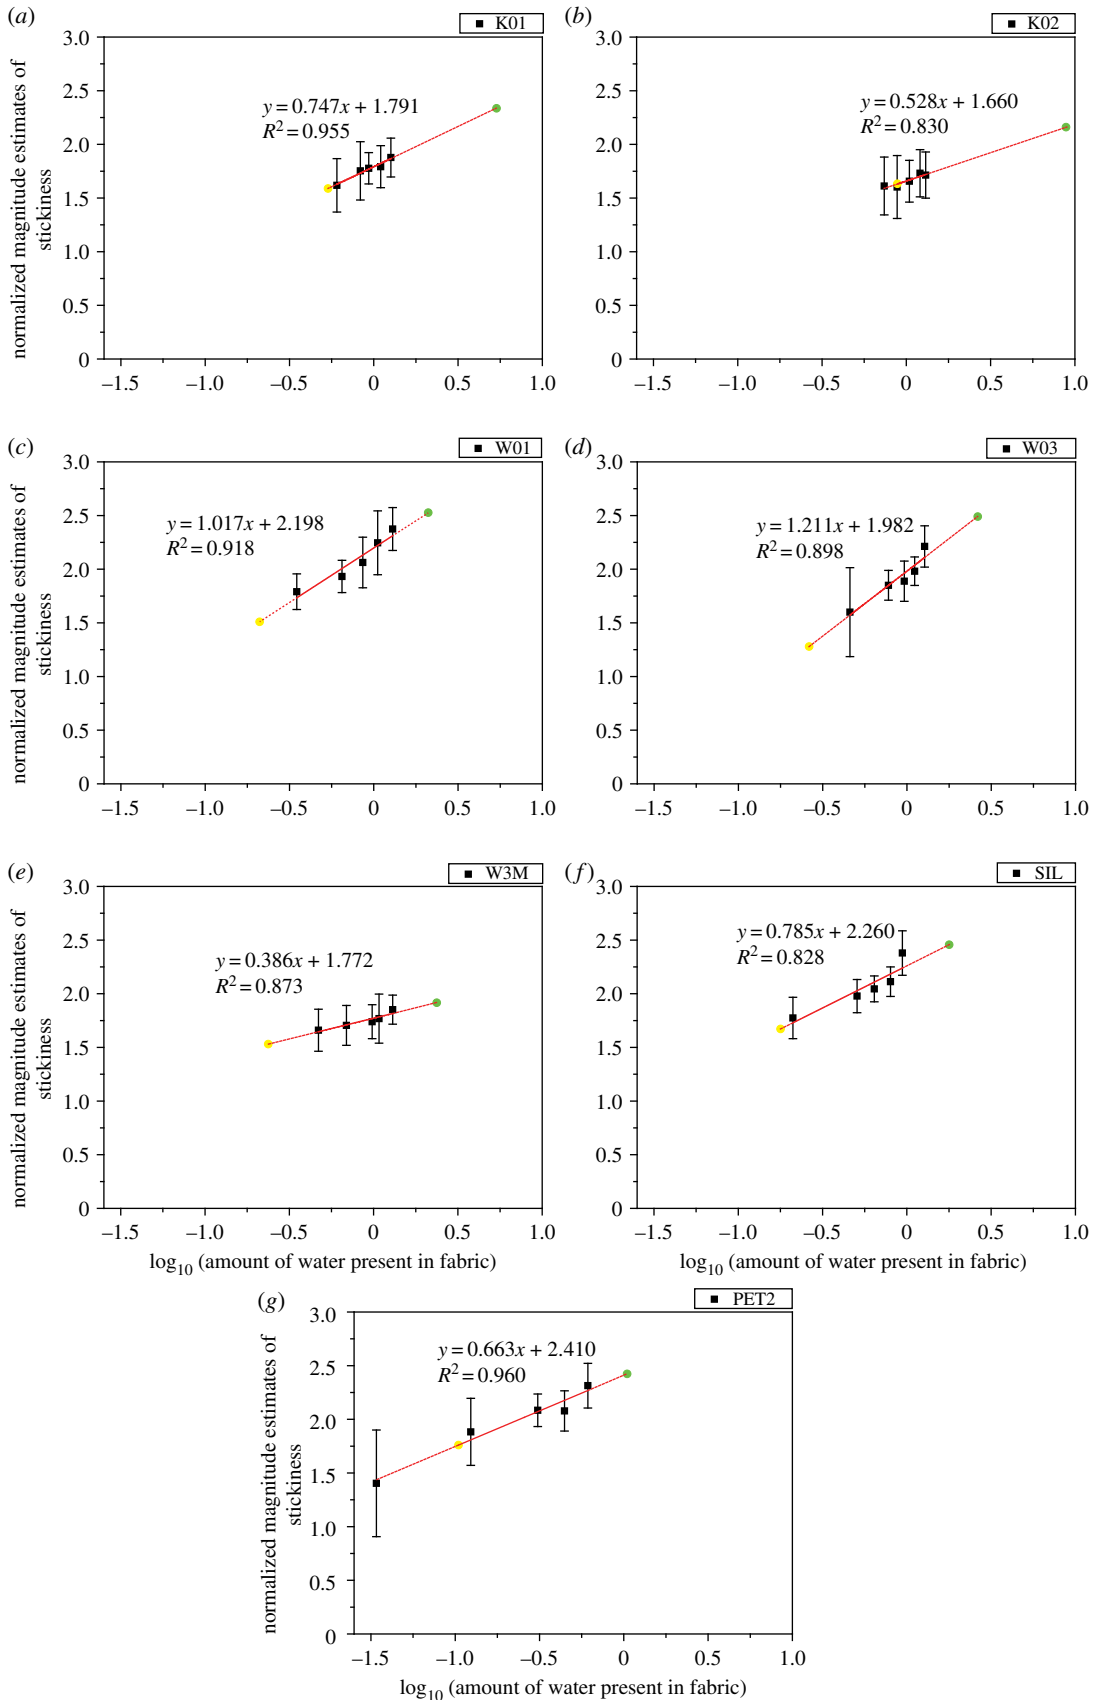 (a)
K01
3.0
2.5
2.0
1.5
1.0
0.5
0
normalized magnitude estimates of
stickiness
y = 0.747x + 1.791
R² = 0.955
−1.5 −1.0 −0.5 0 0.5 1.0
(b)
K02
3.0
2.5
2.0
1.5
1.0
0.5
0
y = 0.528x + 1.660
R² = 0.830
−1.5 −1.0 −0.5 0 0.5 1.0
(c)
W01
3.0
2.5
2.0
1.5
1.0
0.5
0
normalized magnitude estimates of
stickiness
y = 1.017x + 2.198
R² = 0.918
−1.5 −1.0 −0.5 0 0.5 1.0
(d)
W03
3.0
2.5
2.0
1.5
1.0
0.5
0
y = 1.211x + 1.982
R² = 0.898
−1.5 −1.0 −0.5 0 0.5 1.0
(e)
W3M
3.0
2.5
2.0
1.5
1.0
0.5
0
normalized magnitude estimates of
stickiness
y = 0.386x + 1.772
R² = 0.873
−1.5 −1.0 −0.5 0 0.5 1.0
log₁₀ (amount of water present in fabric)
(f)
SIL
3.0
2.5
2.0
1.5
1.0
0.5
0
y = 0.785x + 2.260
R² = 0.828
−1.5 −1.0 −0.5 0 0.5 1.0
log₁₀ (amount of water present in fabric)
(g)
PET2
3.0
2.5
2.0
1.5
1.0
0.5
0
normalized magnitude estimates of
stickiness
y = 0.663x + 2.410
R² = 0.960
−1.5 −1.0 −0.5 0 0.5 1.0
log₁₀ (amount of water present in fabric)